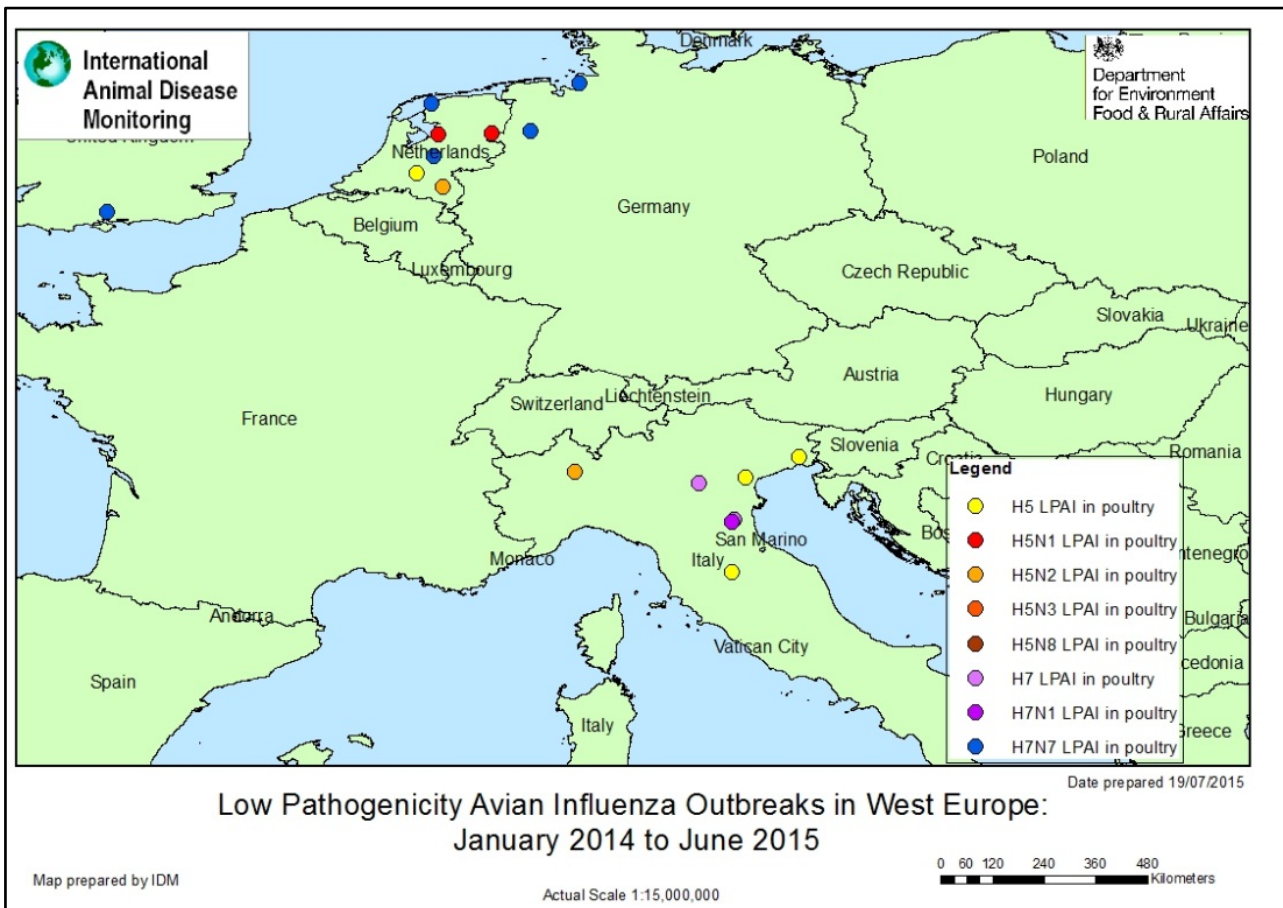 International
Animal Disease
Monitoring
Department
for Environment
Food & Rural Affairs
Denmark
United Kingdom
Netherlands
Poland
Germany
Belgium
Luxembourg
Czech Republic
Slovakia
Ukraine
Austria
Liechtenstein
Switzerland
Hungary
France
Slovenia
Romania
San Marino
Monaco
Italy
Andorra
Vatican City
Bulgaria
Spain
Italy
Legend
H5 LPAI in poultry
H5N1 LPAI in poultry
H5N2 LPAI in poultry
H5N3 LPAI in poultry
H5N8 LPAI in poultry
H7 LPAI in poultry
H7N1 LPAI in poultry
H7N7 LPAI in poultry
Date prepared 19/07/2015
Low Pathogenicity Avian Influenza Outbreaks in West Europe:
January 2014 to June 2015
0 60 120 240 360 480
Kilometers
Map prepared by IDM
Actual Scale 1:15,000,000